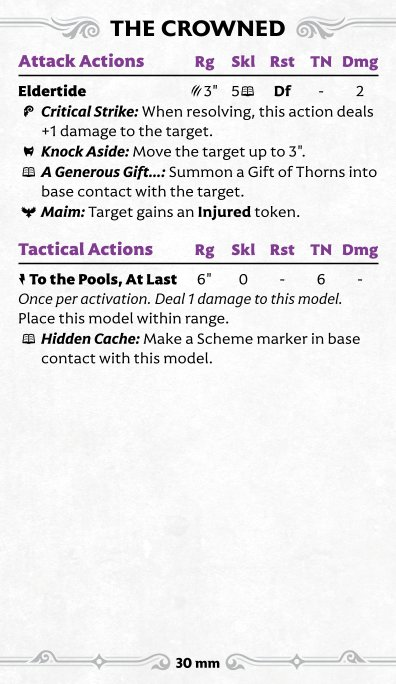 THE CROWNED
Attack Actions Rg Skl Rst TN Dmg
Eldertide 3" 5 Df - 2
Critical Strike: When resolving, this action deals
+1 damage to the target.
Knock Aside: Move the target up to 3".
A Generous Gift...: Summon a Gift of Thorns into
base contact with the target.
Maim: Target gains an Injured token.
Tactical Actions Rg Skl Rst TN Dmg
To the Pools, At Last 6" 0 - 6 -
Once per activation. Deal 1 damage to this model.
Place this model within range.
Hidden Cache: Make a Scheme marker in base
contact with this model.
30 mm